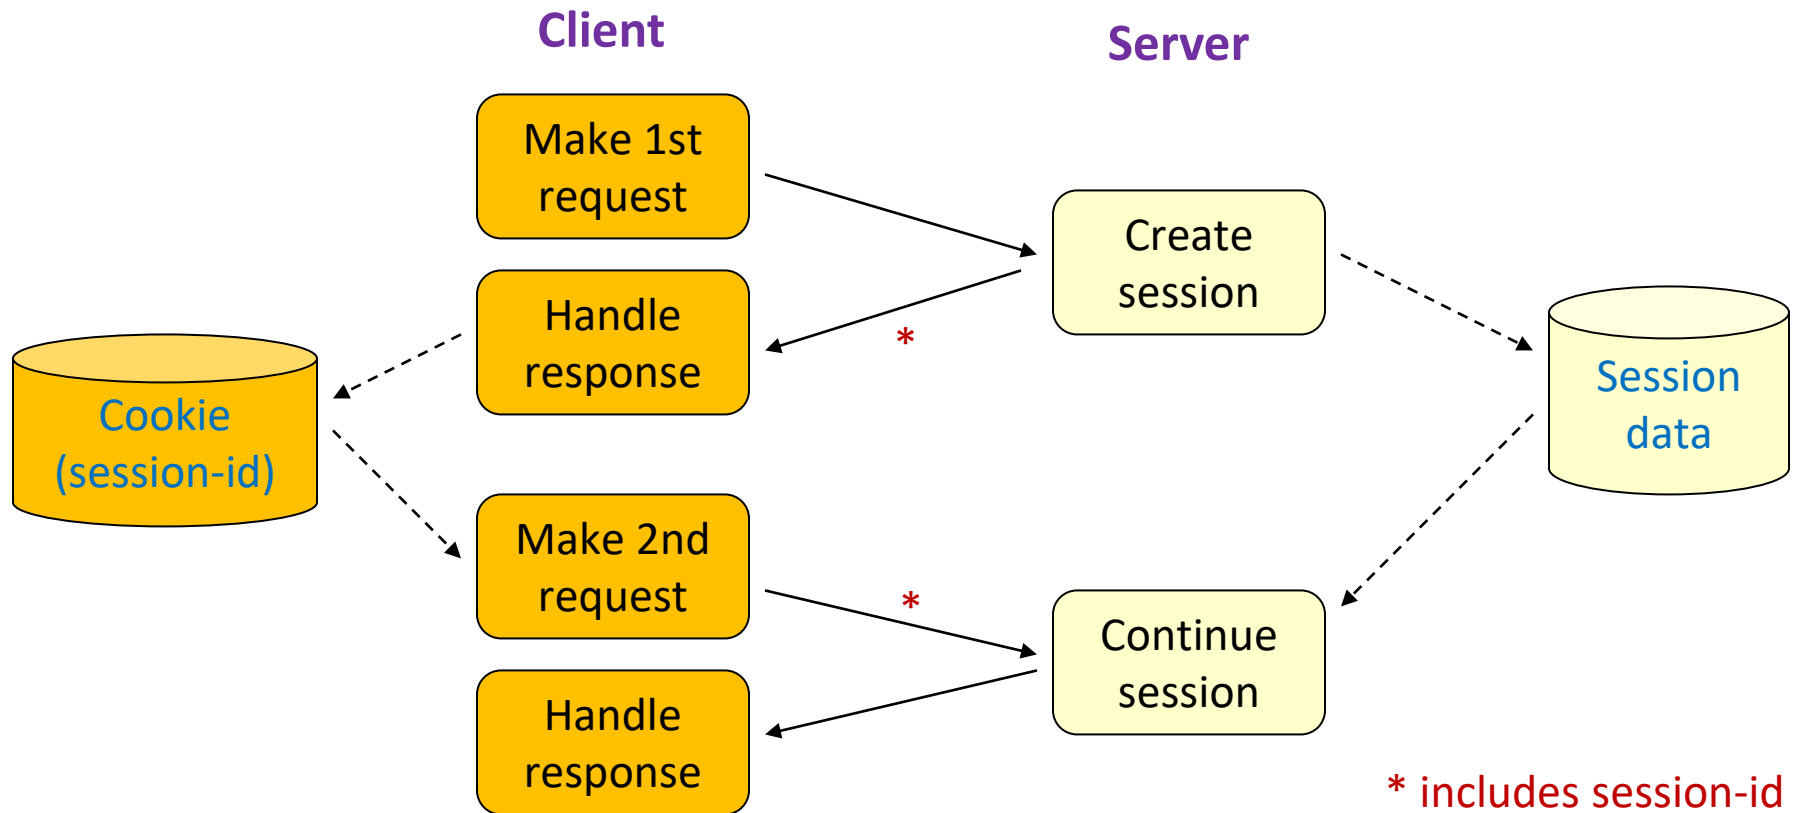 Client
Server
Make 1st
request
Create
session
Handle
response
*
Cookie
(session-id)
Session
data
Make 2nd
request
*
Continue
session
Handle
response
* includes session-id